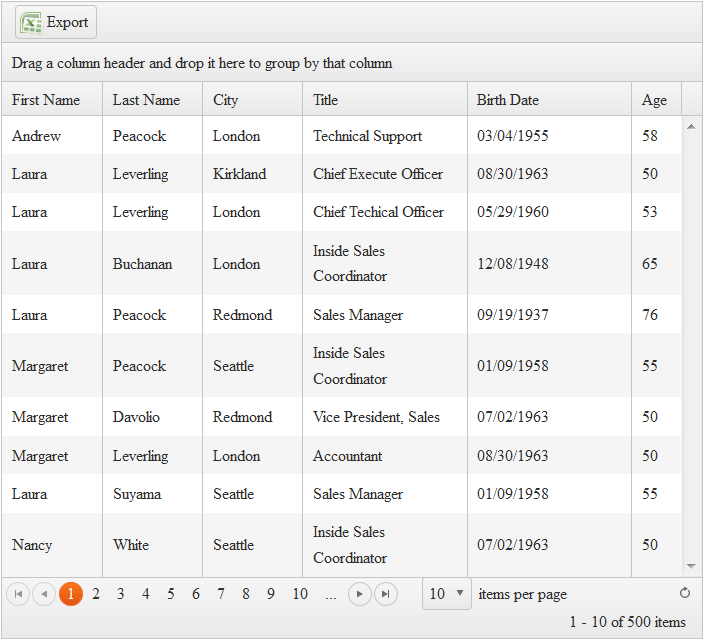 Export
Drag a column header and drop it here to group by that column
First Name Last Name City Title Birth Date Age
Andrew Peacock London Technical Support 03/04/1955 58
Laura Leverling Kirkland Chief Execute Officer 08/30/1963 50
Laura Leverling London Chief Techical Officer 05/29/1960 53
Laura Buchanan London Inside Sales Coordinator 12/08/1948 65
Laura Peacock Redmond Sales Manager 09/19/1937 76
Margaret Peacock Seattle Inside Sales Coordinator 01/09/1958 55
Margaret Davolio Redmond Vice President, Sales 07/02/1963 50
Margaret Leverling London Accountant 08/30/1963 50
Laura Suyama Seattle Sales Manager 01/09/1958 55
Nancy White Seattle Inside Sales Coordinator 07/02/1963 50
1 2 3 4 5 6 7 8 9 10 ... 10 items per page
1 - 10 of 500 items